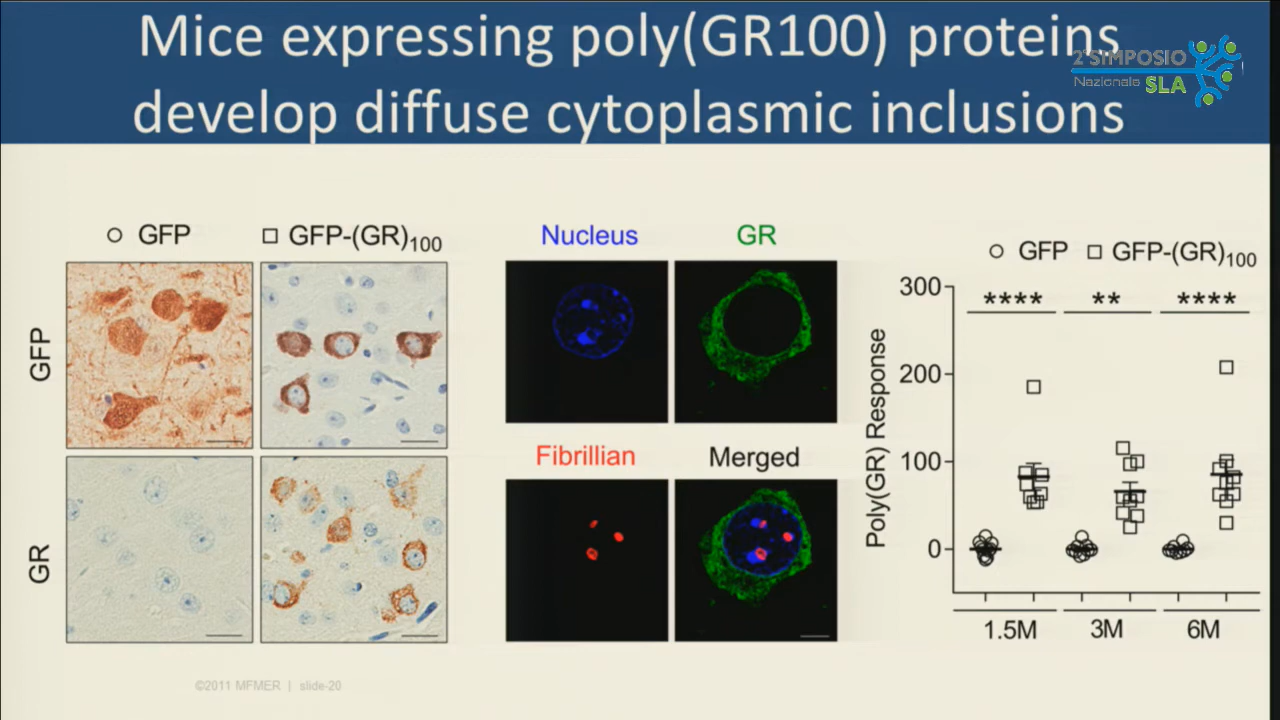 Mice expressing poly(GR100) proteins
develop diffuse cytoplasmic inclusions
2° SIMPOSIO
Nazionale SLA
GFP
GFP-(GR)100
GFP
GR
Nucleus
GR
Fibrillian
Merged
GFP GFP-(GR)100
Poly(GR) Response
300
200
100
0
**** ** ****
1.5M 3M 6M
©2011 MFMER | slide-20